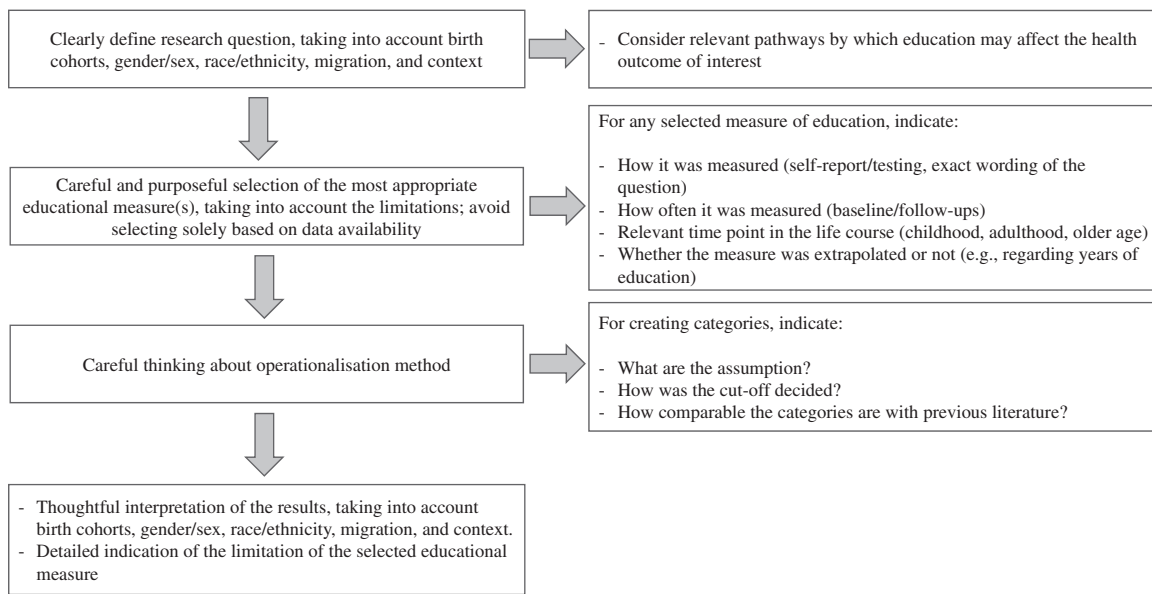 Clearly define research question, taking into account birth
cohorts, gender/sex, race/ethnicity, migration, and context
- Consider relevant pathways by which education may affect the health
outcome of interest
Careful and purposeful selection of the most appropriate
educational measure(s), taking into account the limitations; avoid
selecting solely based on data availability
For any selected measure of education, indicate:
- How it was measured (self-report/testing, exact wording of the
question)
- How often it was measured (baseline/follow-ups)
- Relevant time point in the life course (childhood, adulthood, older age)
- Whether the measure was extrapolated or not (e.g., regarding years of
education)
Careful thinking about operationalisation method
For creating categories, indicate:
- What are the assumption?
- How was the cut-off decided?
- How comparable the categories are with previous literature?
- Thoughtful interpretation of the results, taking into account
birth cohorts, gender/sex, race/ethnicity, migration, and context.
- Detailed indication of the limitation of the selected educational
measure